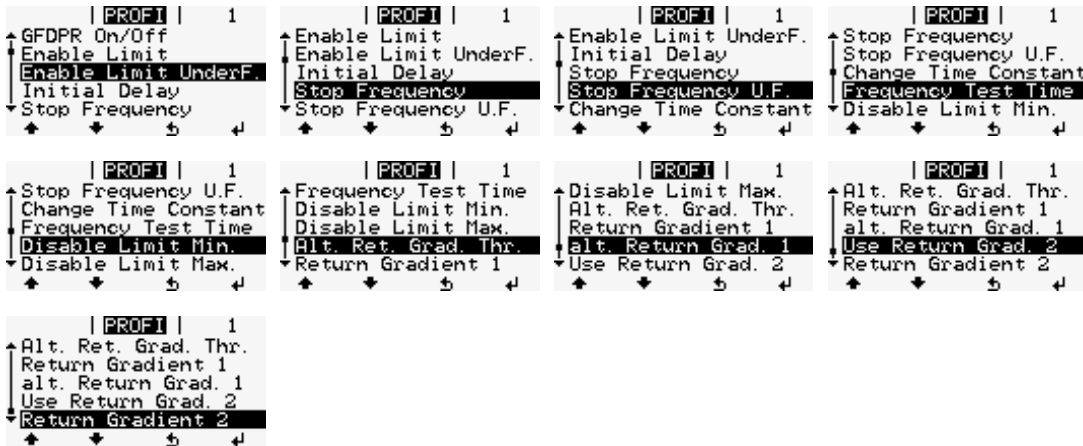 PROFI 1
GFDPR On/Off
Enable Limit
Enable Limit UnderF.
Initial Delay
Stop Frequency
PROFI 1
Enable Limit
Enable Limit UnderF.
Initial Delay
Stop Frequency
Stop Frequency U.F.
PROFI 1
Enable Limit UnderF.
Initial Delay
Stop Frequency
Stop Frequency U.F.
Change Time Constant
PROFI 1
Stop Frequency
Stop Frequency U.F.
Change Time Constant
Frequency Test Time
Disable Limit Min.
PROFI 1
Stop Frequency U.F.
Change Time Constant
Frequency Test Time
Disable Limit Min.
Disable Limit Max.
PROFI 1
Frequency Test Time
Disable Limit Min.
Disable Limit Max.
Alt. Ret. Grad. Thr.
Return Gradient 1
PROFI 1
Disable Limit Max.
Alt. Ret. Grad. Thr.
Return Gradient 1
alt. Return Grad. 1
Use Return Grad. 2
PROFI 1
Alt. Ret. Grad. Thr.
Return Gradient 1
alt. Return Grad. 1
Use Return Grad. 2
Return Gradient 2
PROFI 1
Alt. Ret. Grad. Thr.
Return Gradient 1
alt. Return Grad. 1
Use Return Grad. 2
Return Gradient 2